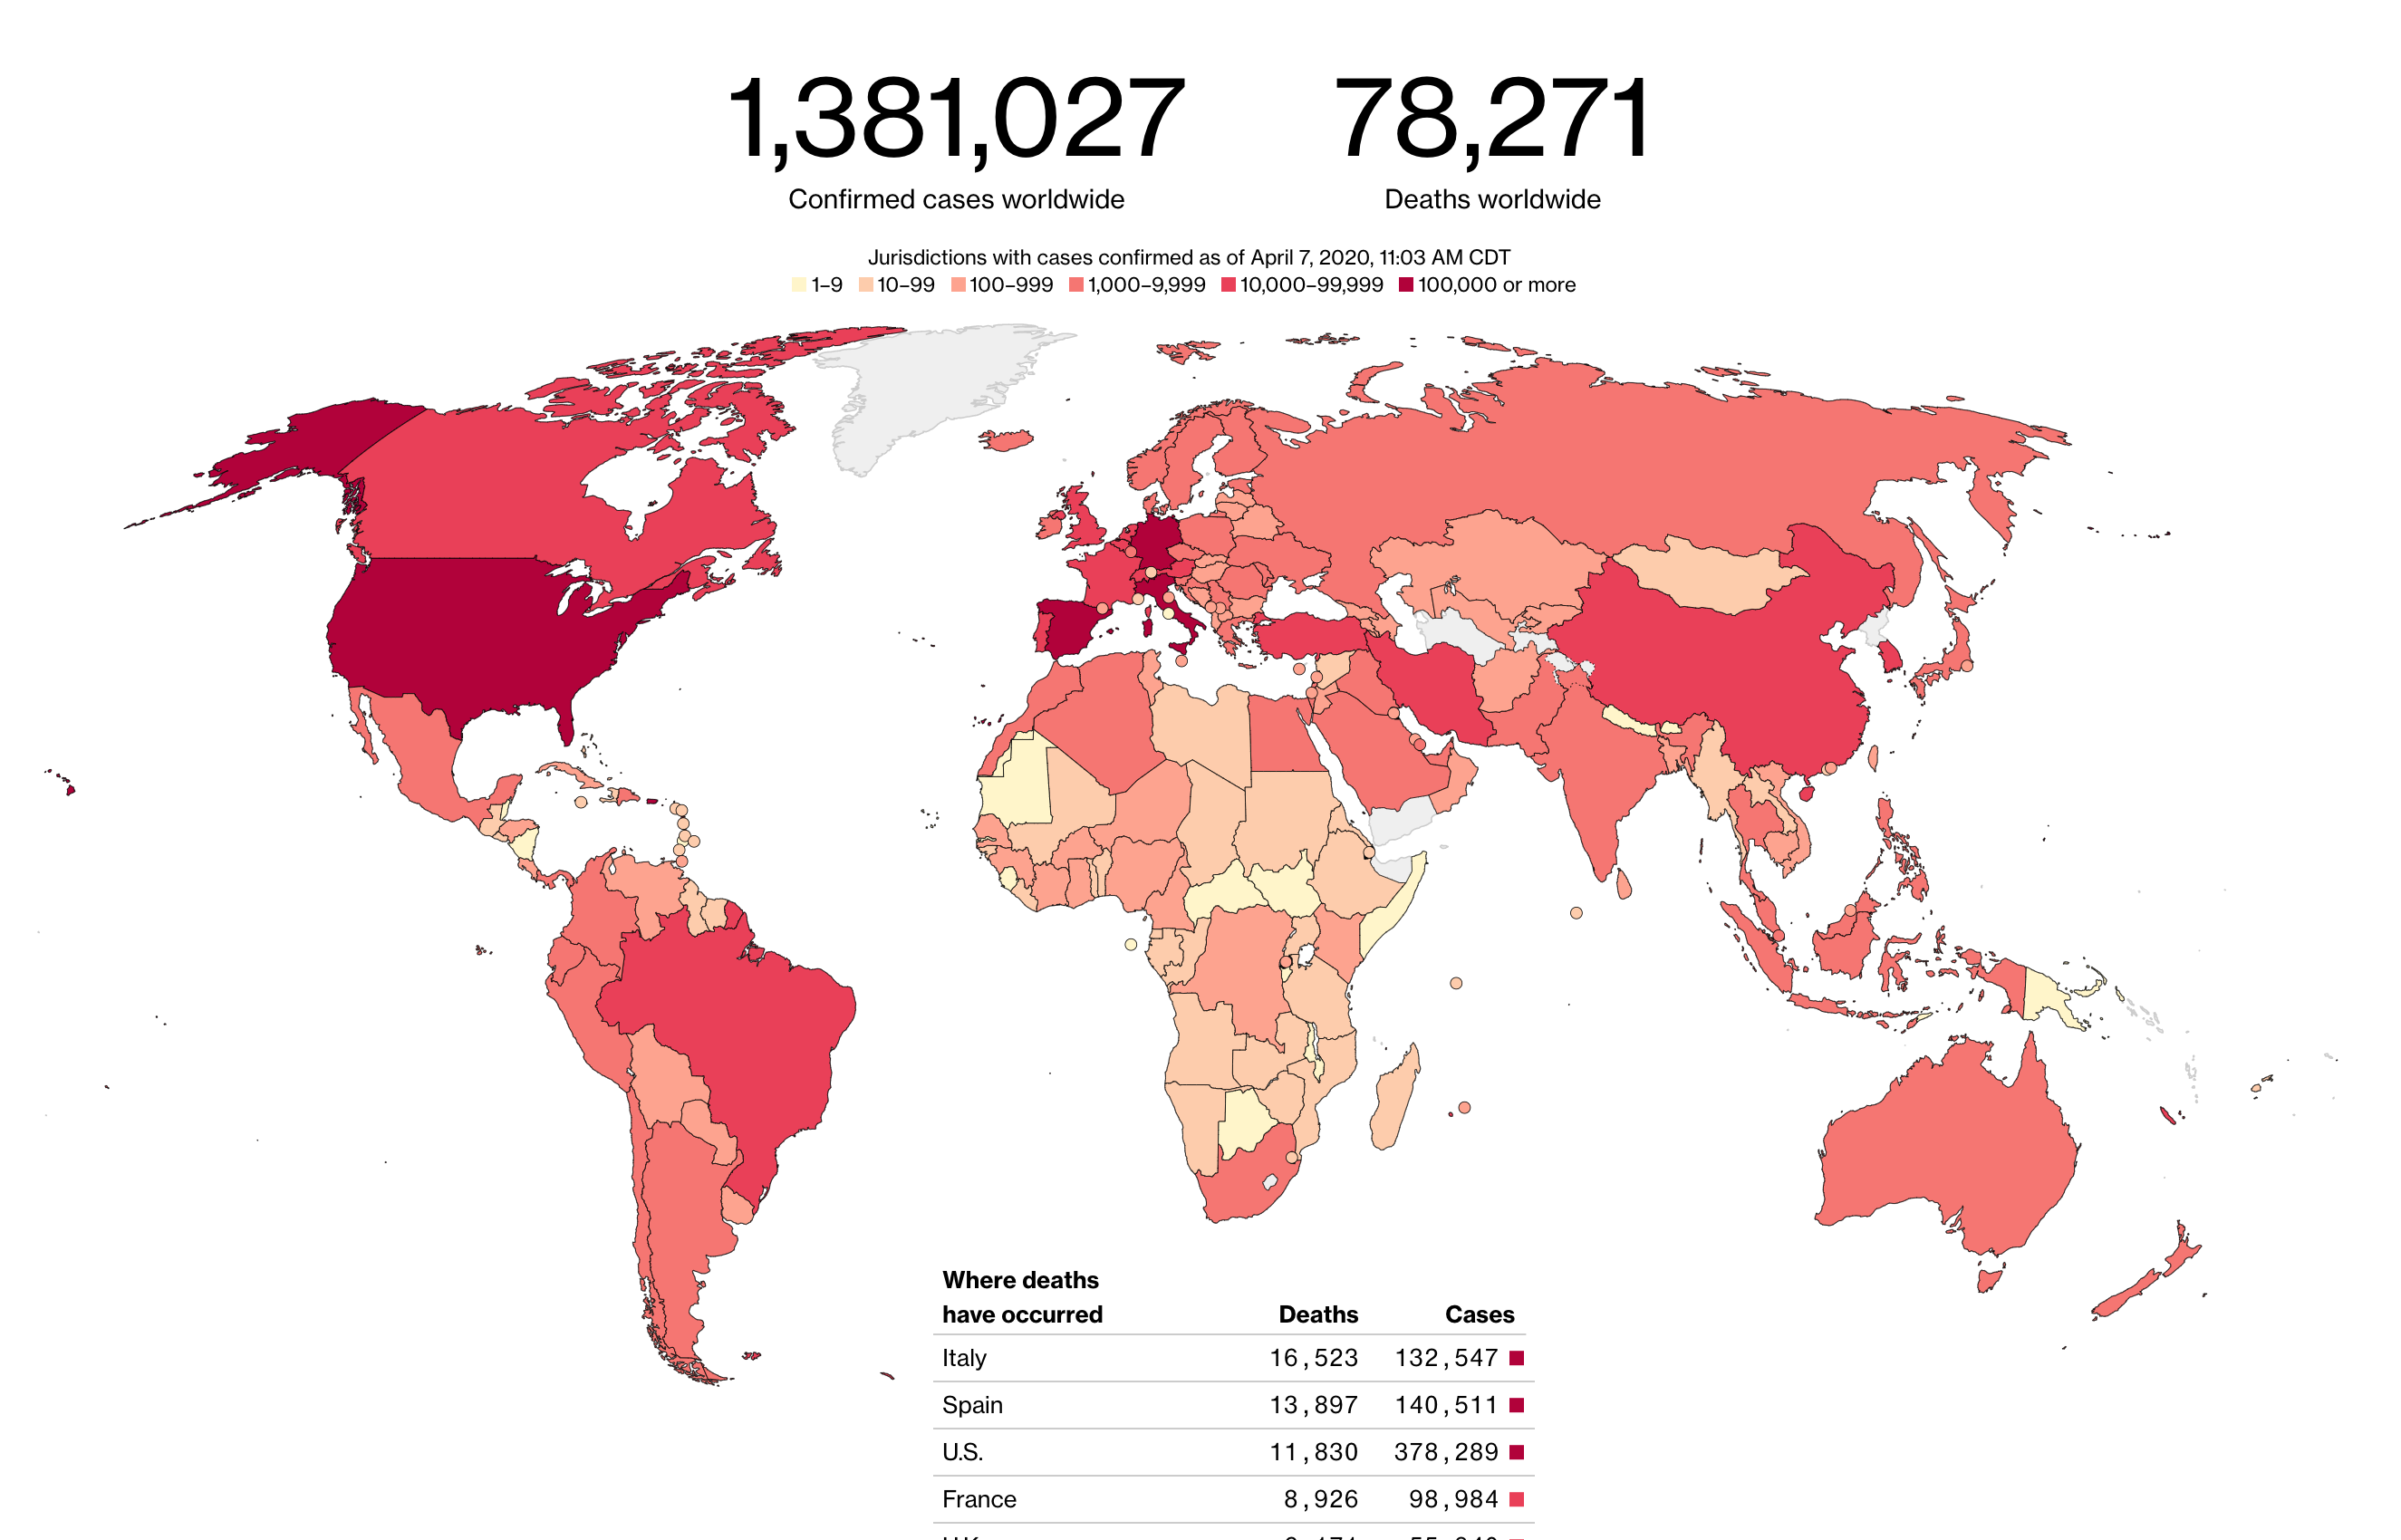 1,381,027 78,271
Confirmed cases worldwide Deaths worldwide
Jurisdictions with cases confirmed as of April 7, 2020, 11:03 AM CDT
1–9 10–99 100–999 1,000–9,999 10,000–99,999 100,000 or more
Where deaths
have occurred Deaths Cases
Italy 16,523 132,547
Spain 13,897 140,511
U.S. 11,830 378,289
France 8,926 98,984